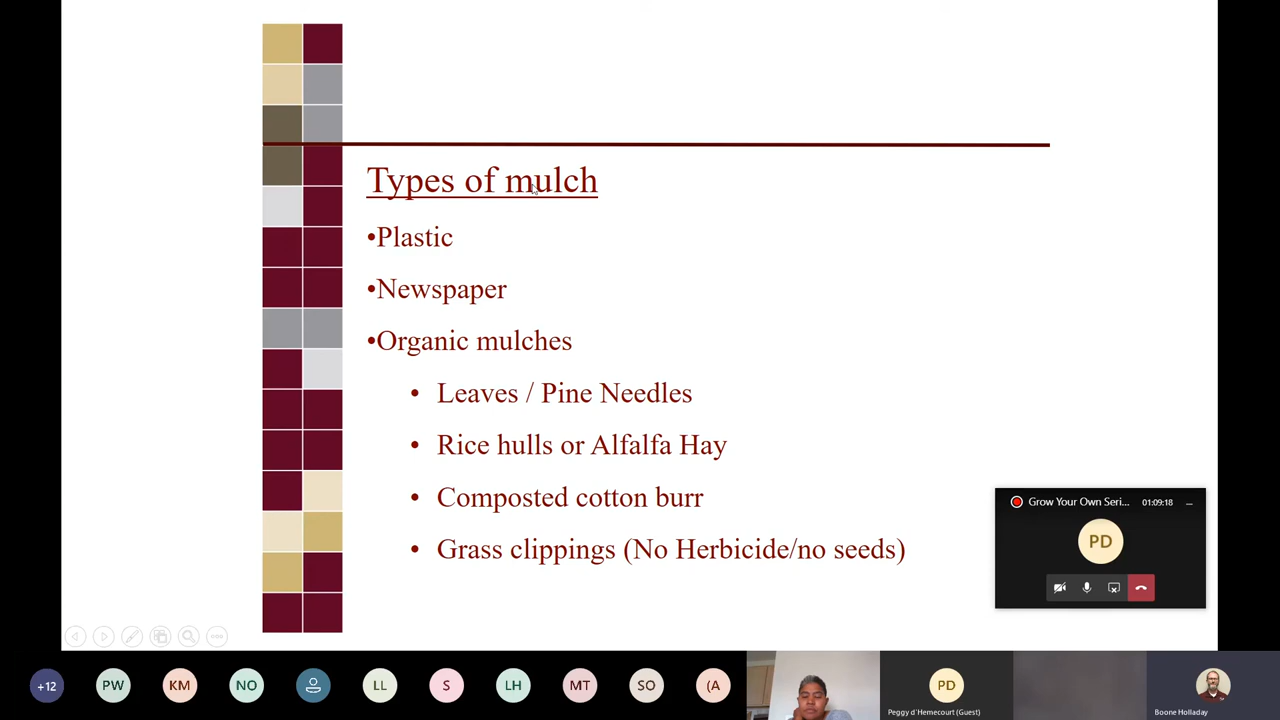 Types of mulch
•Plastic
•Newspaper
•Organic mulches
• Leaves / Pine Needles
• Rice hulls or Alfalfa Hay
• Composted cotton burr
• Grass clippings (No Herbicide/no seeds)
Grow Your Own Seri... 01:09:18
PD
+12 PW KM NO LL S LH MT SO (A PD
Peggy d'Hemecourt (Guest) Boone Holladay